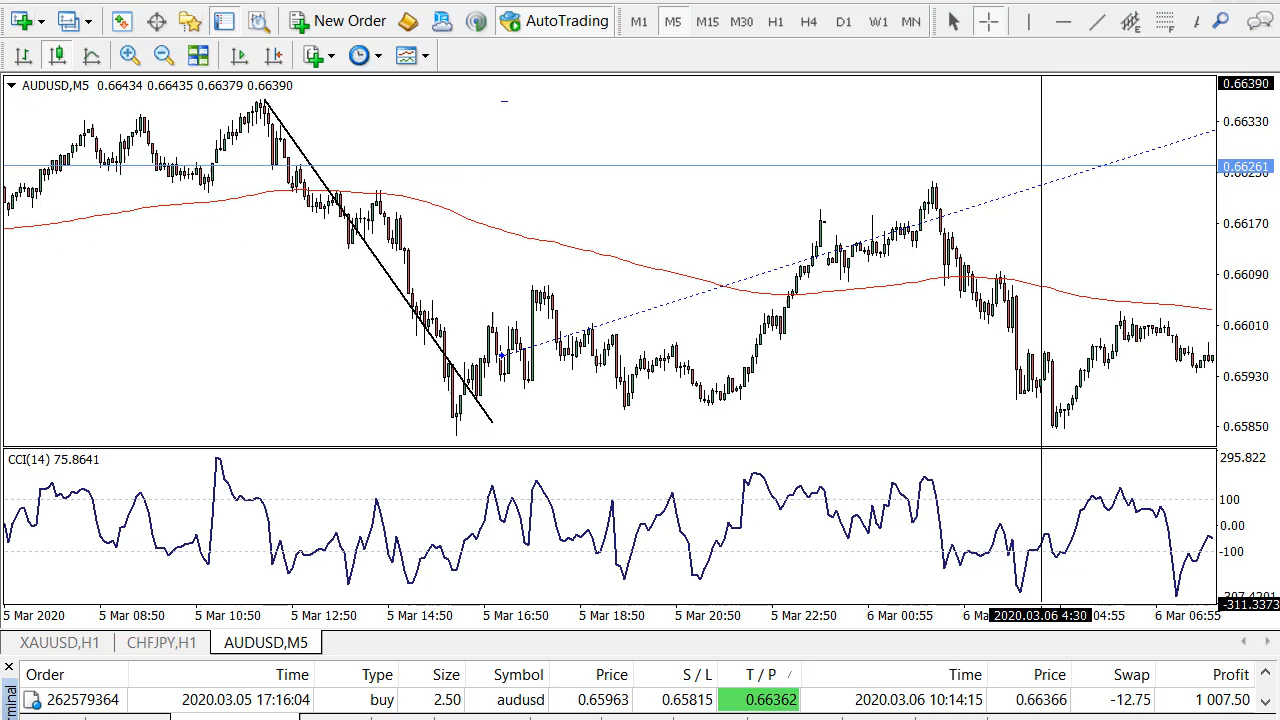 New Order AutoTrading M1 M5 M15 M30 H1 H4 D1 W1 MN
AUDUSD,M5 0.66434 0.66435 0.66379 0.66390
0.66390
0.66330
0.66261
0.66250
0.66170
0.66090
0.66010
0.65930
0.65850
CCI(14) 75.8641
295.822
100
0.00
-100
-311.3373
5 Mar 2020 5 Mar 08:50 5 Mar 10:50 5 Mar 12:50 5 Mar 14:50 5 Mar 16:50 5 Mar 18:50 5 Mar 20:50 5 Mar 22:50 6 Mar 00:55 6 Ma 2020.03.06 4:30 04:55 6 Mar 06:55
XAUUSD,H1 CHFJPY,H1 AUDUSD,M5
Order Time Type Size Symbol Price S / L T / P Time Price Swap Profit
262579364 2020.03.05 17:16:04 buy 2.50 audusd 0.65963 0.65815 0.66362 2020.03.06 10:14:15 0.66366 -12.75 1 007.50